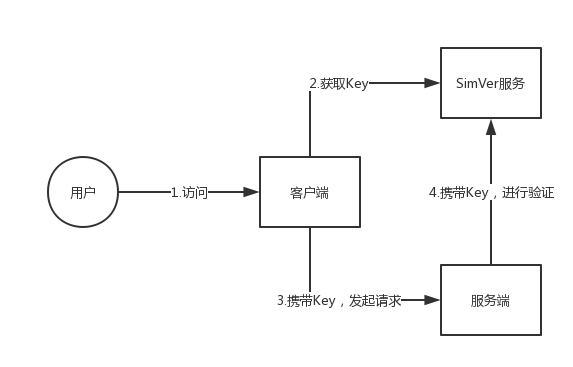 2.获取Key
SimVer服务
用户
1.访问
客户端
4.携带Key，进行验证
3.携带Key，发起请求
服务端